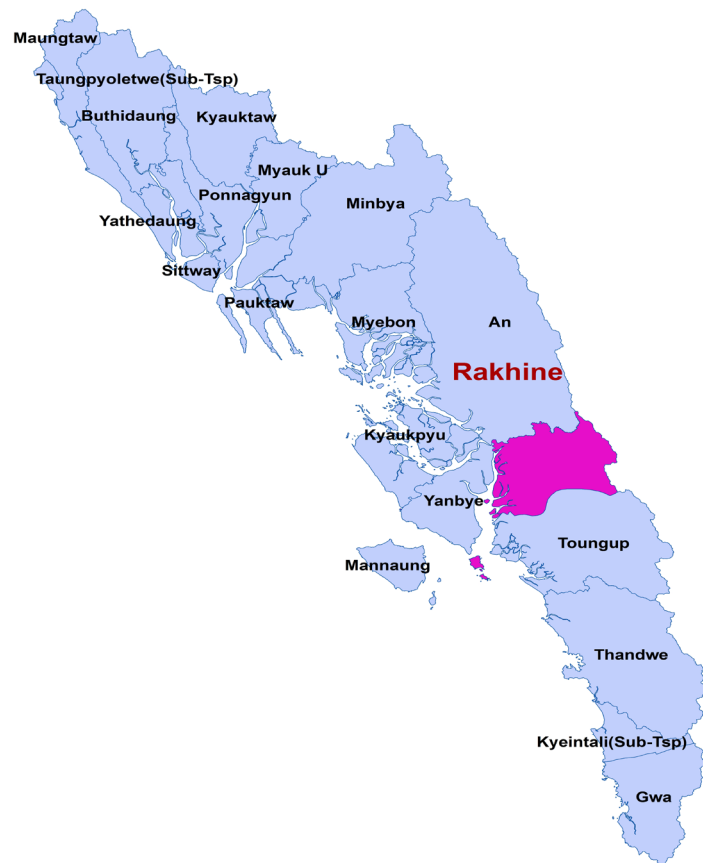 Maungtaw
Taungpyoletwe(Sub-Tsp)
Buthidaung
Kyauktaw
Myauk U
Ponnagyun
Minbya
Yathedaung
Sittway
Pauktaw
Myebon
An
Rakhine
Kyaukpyu
Yanbye
Toungup
Mannaung
Thandwe
Kyeintali(Sub-Tsp)
Gwa